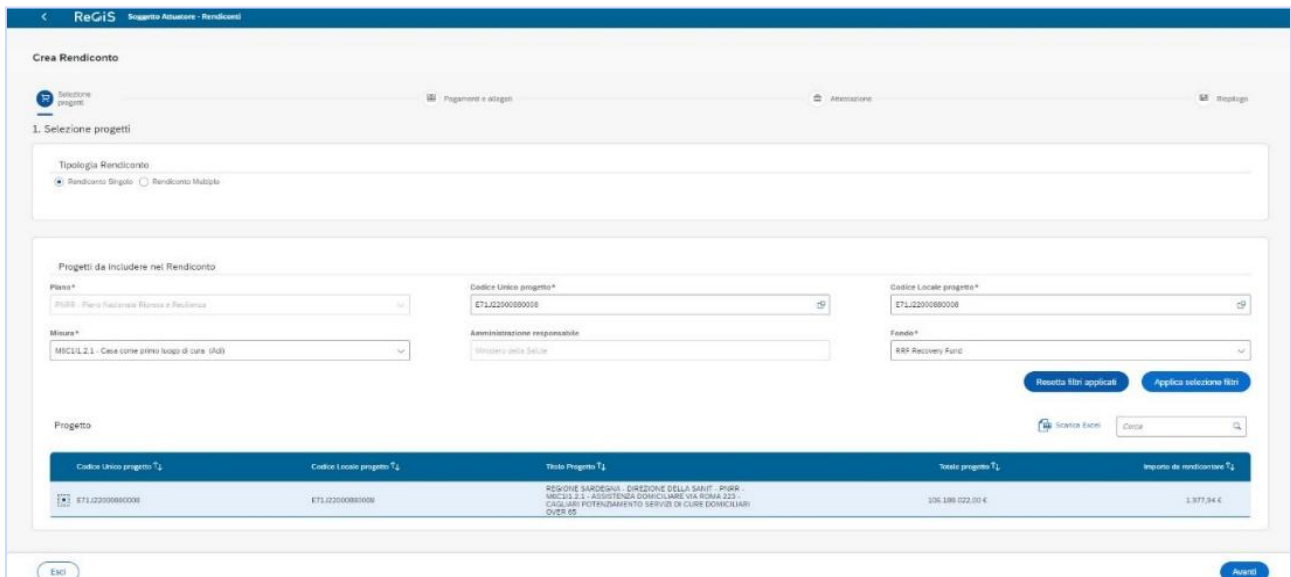 ReGiS Soggetto Attuatore - Rendiconti
Crea Rendiconto
Selezione
progetti
Pagamenti e allegati
Attestazione
Riepilogo
1. Selezione progetti
Tipologia Rendiconto
Rendiconto Singolo Rendiconto Multiplo
Progetti da includere nel Rendiconto
Piano* Codice Unico progetto* Codice Locale progetto*
PNRR - Piano Nazionale Ripresa e Resilienza E71J22000880008 E71J22000880008
Misura* Amministrazione responsabile Fondo*
M6C1I1.2.1 - Casa come primo luogo di cura (Adi) Ministero della Salute RRF Recovery Fund
Resetta filtri applicati Applica selezione filtri
Progetto Scarica Excel Cerca
Codice Unico progetto Codice Locale progetto Titolo Progetto Totale progetto Importo da rendicontare
E71J22000880008 E71J22000880008 REGIONE SARDEGNA - DIREZIONE DELLA SANIT - PNRR -
M6C1I1.2.1 - ASSISTENZA DOMICILIARE VIA ROMA 223 -
CAGLIARI POTENZIAMENTO SERVIZI DI CURE DOMICILIARI
OVER 65
106.188.022,00 € 1.977,94 €
Esci Avanti